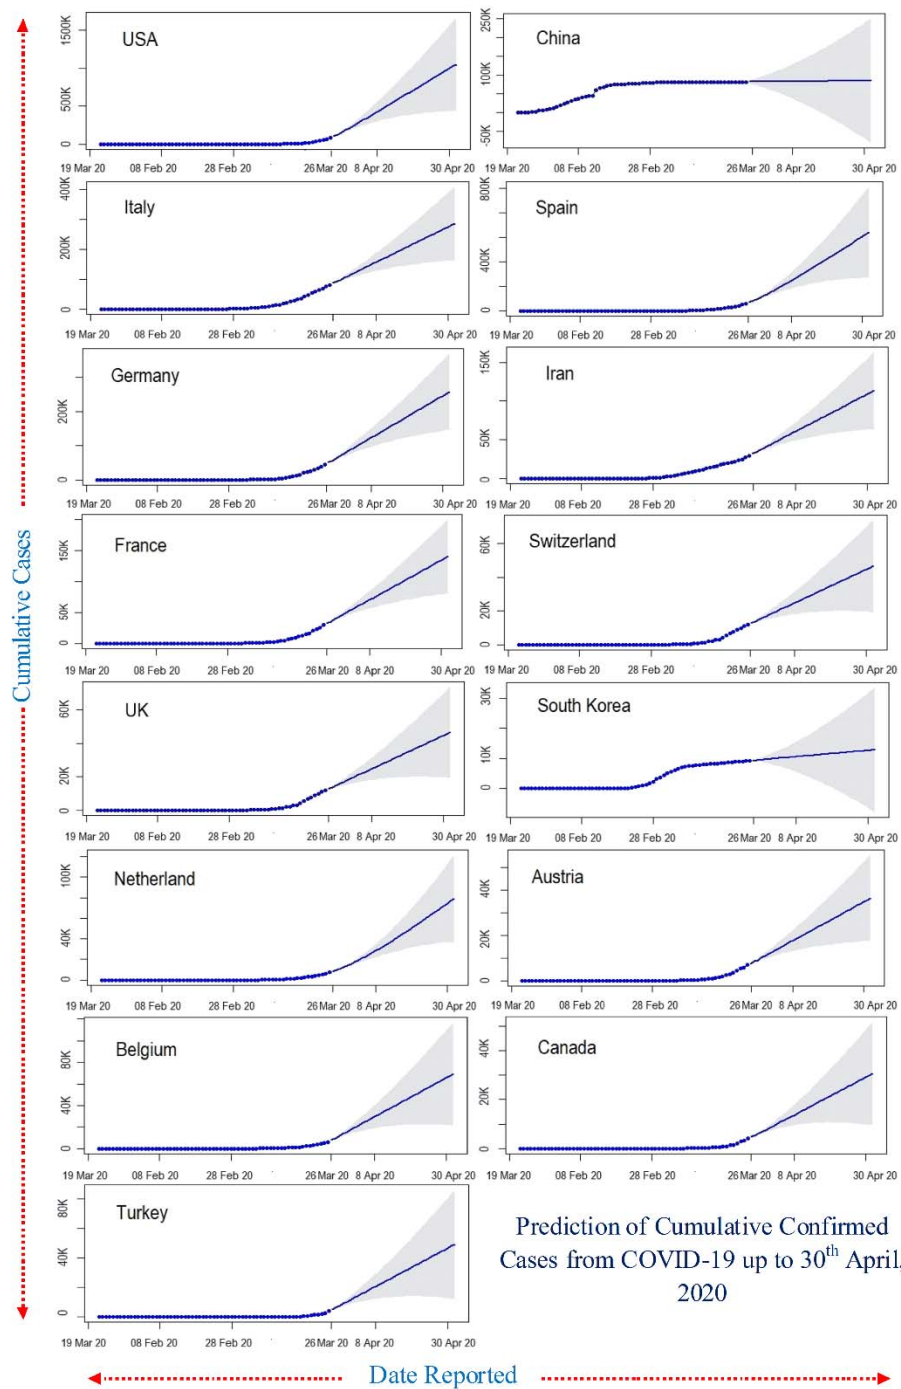 USA
1500K
500K
0
19 Mar 20 08 Feb 20 28 Feb 20 26 Mar 20 8 Apr 20 30 Apr 20
China
250K
100K
-50K
19 Mar 20 08 Feb 20 28 Feb 20 26 Mar 20 8 Apr 20 30 Apr 20
Italy
400K
200K
0
19 Mar 20 08 Feb 20 28 Feb 20 26 Mar 20 8 Apr 20 30 Apr 20
Spain
800K
400K
0
19 Mar 20 08 Feb 20 28 Feb 20 26 Mar 20 8 Apr 20 30 Apr 20
Germany
200K
0
19 Mar 20 08 Feb 20 28 Feb 20 26 Mar 20 8 Apr 20 30 Apr 20
Iran
150K
50K
0
19 Mar 20 08 Feb 20 28 Feb 20 26 Mar 20 8 Apr 20 30 Apr 20
Cumulative Cases
France
150K
50K
0
19 Mar 20 08 Feb 20 28 Feb 20 26 Mar 20 8 Apr 20 30 Apr 20
Switzerland
60K
20K
0
19 Mar 20 08 Feb 20 28 Feb 20 26 Mar 20 8 Apr 20 30 Apr 20
UK
60K
20K
0
19 Mar 20 08 Feb 20 28 Feb 20 26 Mar 20 8 Apr 20 30 Apr 20
South Korea
30K
10K
0
19 Mar 20 08 Feb 20 28 Feb 20 26 Mar 20 8 Apr 20 30 Apr 20
Netherland
100K
40K
0
19 Mar 20 08 Feb 20 28 Feb 20 26 Mar 20 8 Apr 20 30 Apr 20
Austria
40K
20K
0
19 Mar 20 08 Feb 20 28 Feb 20 26 Mar 20 8 Apr 20 30 Apr 20
Belgium
80K
40K
0
19 Mar 20 08 Feb 20 28 Feb 20 26 Mar 20 8 Apr 20 30 Apr 20
Canada
40K
20K
0
19 Mar 20 08 Feb 20 28 Feb 20 26 Mar 20 8 Apr 20 30 Apr 20
Turkey
80K
40K
0
19 Mar 20 08 Feb 20 28 Feb 20 26 Mar 20 8 Apr 20 30 Apr 20
Prediction of Cumulative Confirmed
Cases from COVID-19 up to 30th April,
2020
Date Reported